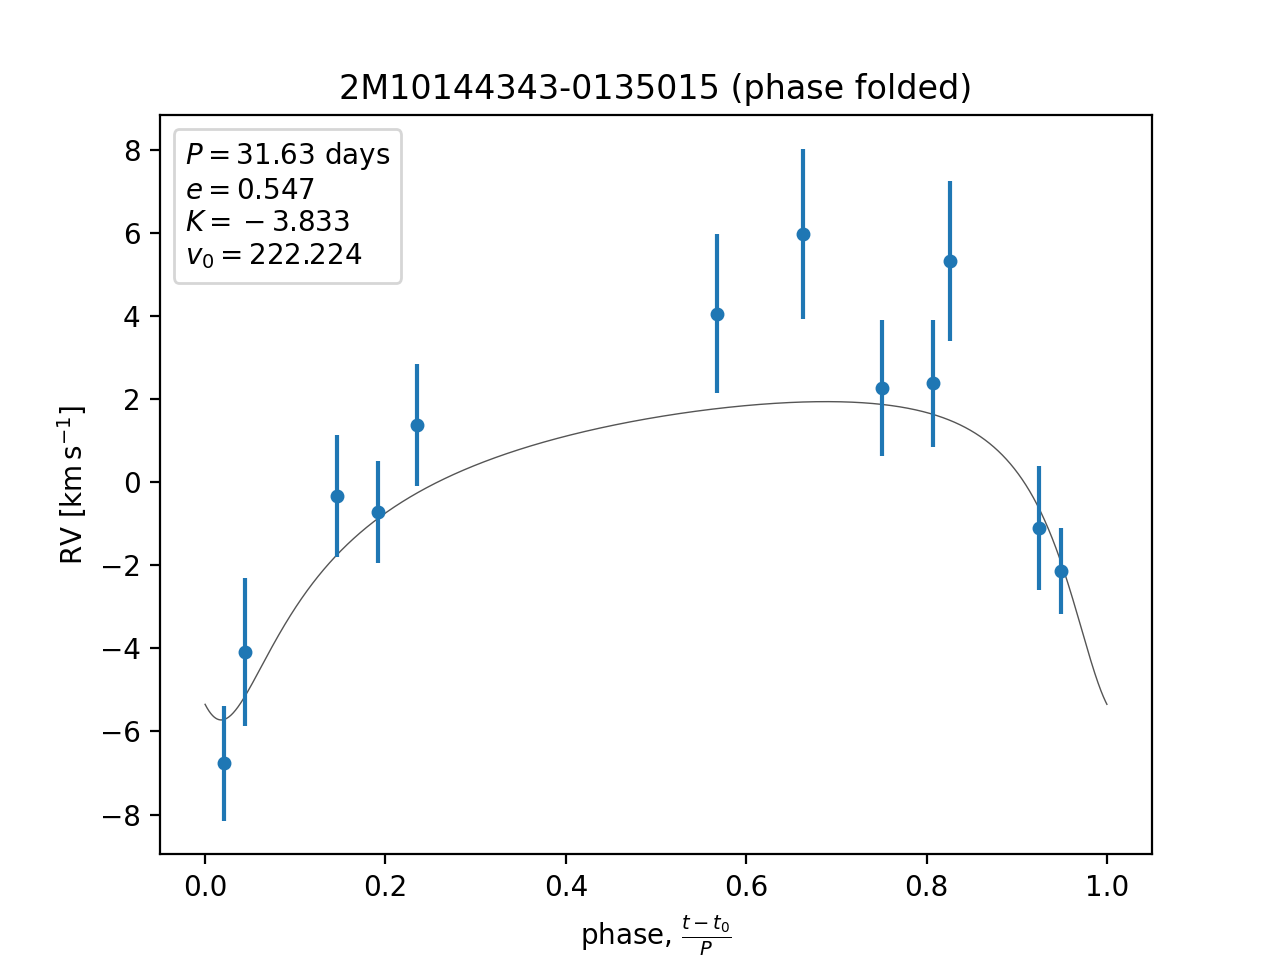 2M10144343-0135015 (phase folded)
P = 31.63 days
e = 0.547
K = −3.833
v₀ = 222.224
8
6
4
2
0
−2
−4
−6
−8
RV [km s⁻¹]
0.0 0.2 0.4 0.6 0.8 1.0
phase, (t − t₀)/P